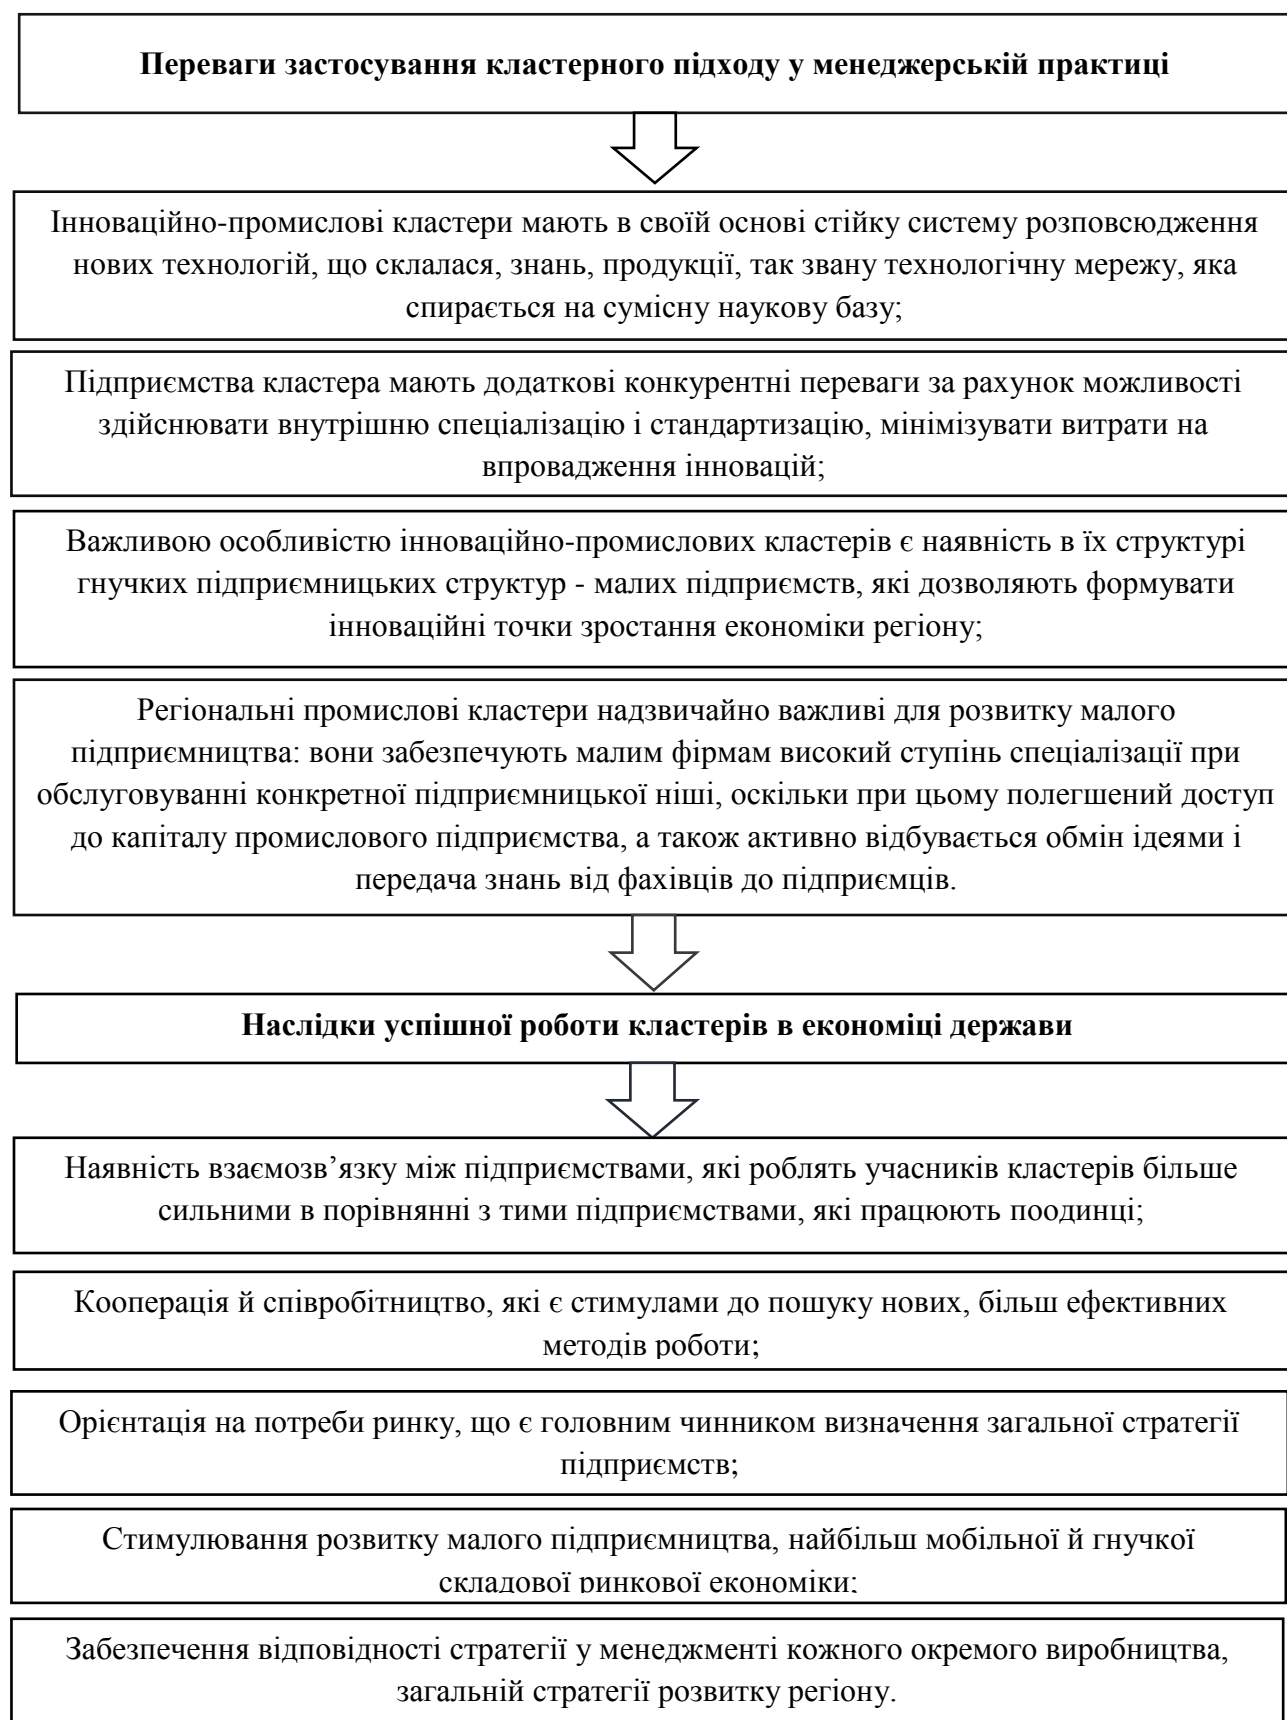 Переваги застосування кластерного підходу у менеджерській практиці
Інноваційно-промислові кластери мають в своїй основі стійку систему розповсюдження
нових технологій, що склалася, знань, продукції, так звану технологічну мережу, яка
спирається на сумісну наукову базу;
Підприємства кластера мають додаткові конкурентні переваги за рахунок можливості
здійснювати внутрішню спеціалізацію і стандартизацію, мінімізувати витрати на
впровадження інновацій;
Важливою особливістю інноваційно-промислових кластерів є наявність в їх структурі
гнучких підприємницьких структур - малих підприємств, які дозволяють формувати
інноваційні точки зростання економіки регіону;
Регіональні промислові кластери надзвичайно важливі для розвитку малого
підприємництва: вони забезпечують малим фірмам високий ступінь спеціалізації при
обслуговуванні конкретної підприємницької ніші, оскільки при цьому полегшений доступ
до капіталу промислового підприємства, а також активно відбувається обмін ідеями і
передача знань від фахівців до підприємців.
Наслідки успішної роботи кластерів в економіці держави
Наявність взаємозв’язку між підприємствами, які роблять учасників кластерів більше
сильними в порівнянні з тими підприємствами, які працюють поодинці;
Кооперація й співробітництво, які є стимулами до пошуку нових, більш ефективних
методів роботи;
Орієнтація на потреби ринку, що є головним чинником визначення загальної стратегії
підприємств;
Стимулювання розвитку малого підприємництва, найбільш мобільної й гнучкої
складової ринкової економіки;
Забезпечення відповідності стратегії у менеджменті кожного окремого виробництва,
загальній стратегії розвитку регіону.